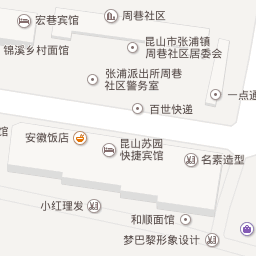 宏巷宾馆
周巷社区
锦溪乡村面馆
昆山市张浦镇
周巷社区居委会
张浦派出所周巷
社区警务室
一点通
百世快递
馆
安徽饭店
昆山苏园
快捷宾馆
名素造型
小红理发
和顺面馆
梦巴黎形象设计